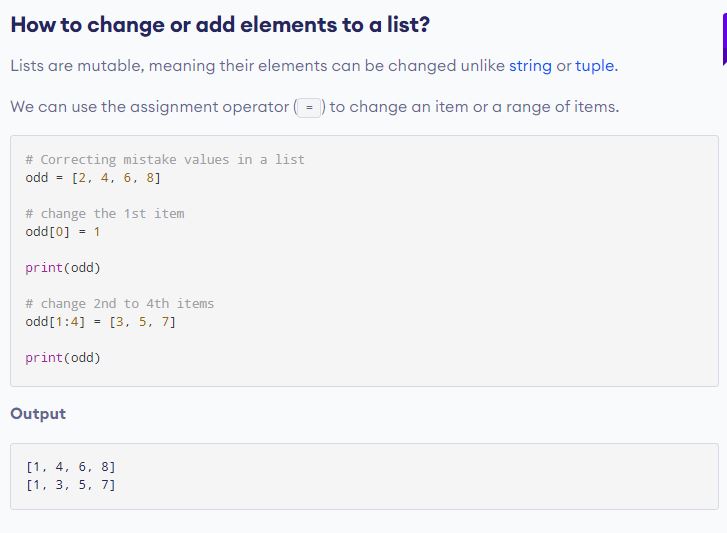 How to change or add elements to a list?
Lists are mutable, meaning their elements can be changed unlike string or tuple.
We can use the assignment operator ( = ) to change an item or a range of items.
# Correcting mistake values in a list
odd = [2, 4, 6, 8]
# change the 1st item
odd[0] = 1
print(odd)
# change 2nd to 4th items
odd[1:4] = [3, 5, 7]
print(odd)
Output
[1, 4, 6, 8]
[1, 3, 5, 7]